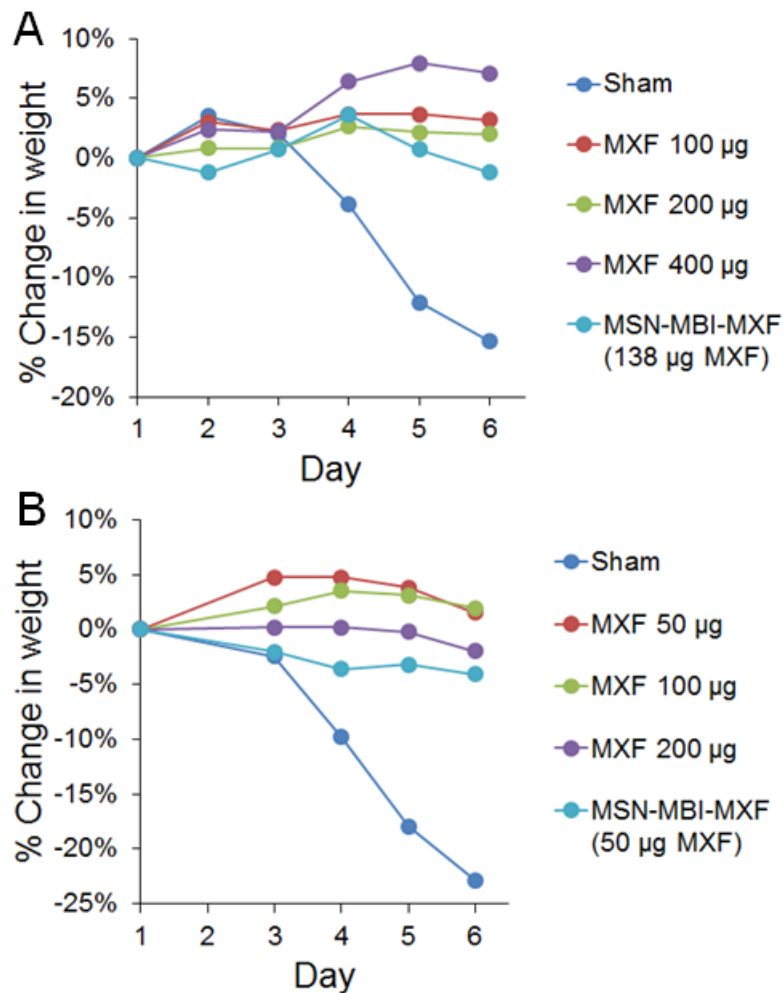 A
10%
5%
0%
-5%
-10%
-15%
-20%
% Change in weight
1 2 3 4 5 6
Day
Sham
MXF 100 µg
MXF 200 µg
MXF 400 µg
MSN-MBI-MXF
(138 µg MXF)
B
10%
5%
0%
-5%
-10%
-15%
-20%
-25%
% Change in weight
1 2 3 4 5 6
Day
Sham
MXF 50 µg
MXF 100 µg
MXF 200 µg
MSN-MBI-MXF
(50 µg MXF)